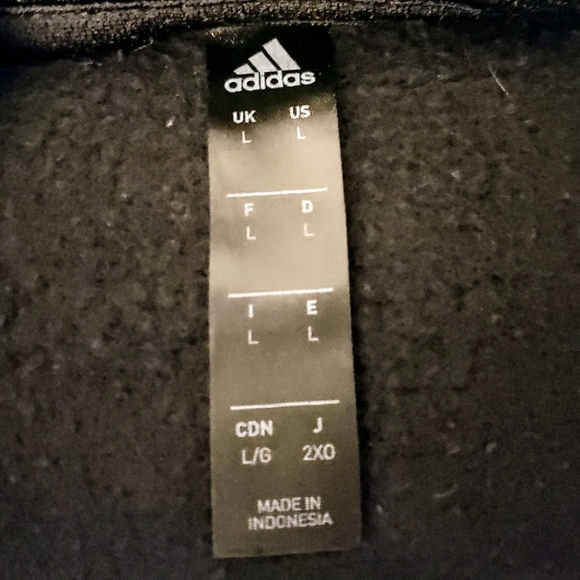 adidas
UK US
L L
F D
L L
I E
L L
CDN J
L/G 2XO
MADE IN
INDONESIA